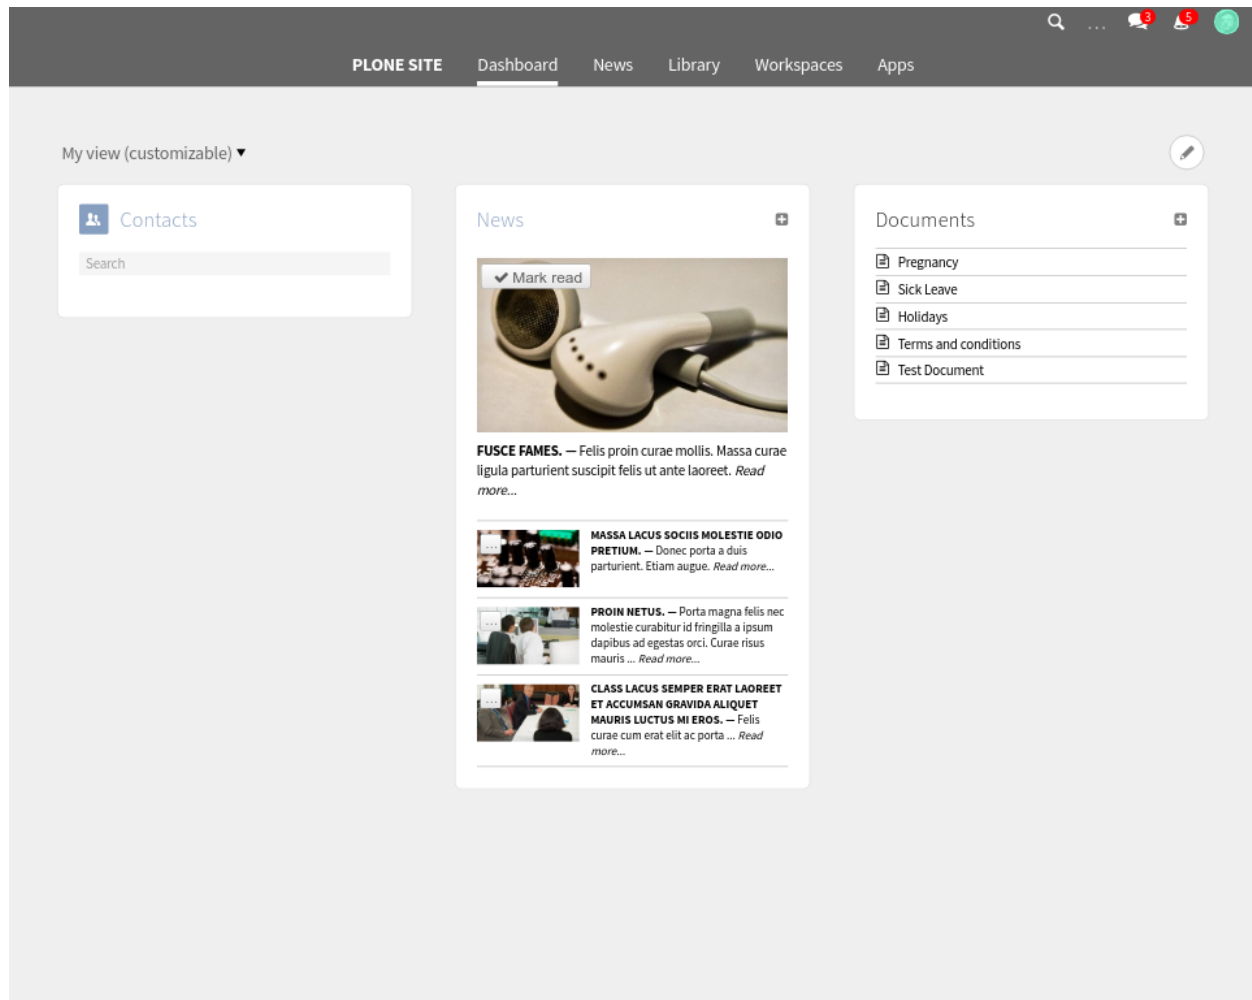 ... 3 5
PLONE SITE Dashboard News Library Workspaces Apps
My view (customizable)
Contacts
Search
News
Mark read
FUSCE FAMES. — Felis proin curae mollis. Massa curae
ligula parturient suscipit felis ut ante laoreet. Read
more...
...
MASSA LACUS SOCIIS MOLESTIE ODIO
PRETIUM. — Donec porta a duis
parturient. Etiam augue. Read more...
...
PROIN NETUS. — Porta magna felis nec
molestie curabitur id fringilla a ipsum
dapibus ad egestas orci. Curae risus
mauris ... Read more...
...
CLASS LACUS SEMPER ERAT LAOREET
ET ACCUMSAN GRAVIDA ALIQUET
MAURIS LUCTUS MI EROS. — Felis
curae cum erat elit ac porta ... Read
more...
Documents
Pregnancy
Sick Leave
Holidays
Terms and conditions
Test Document